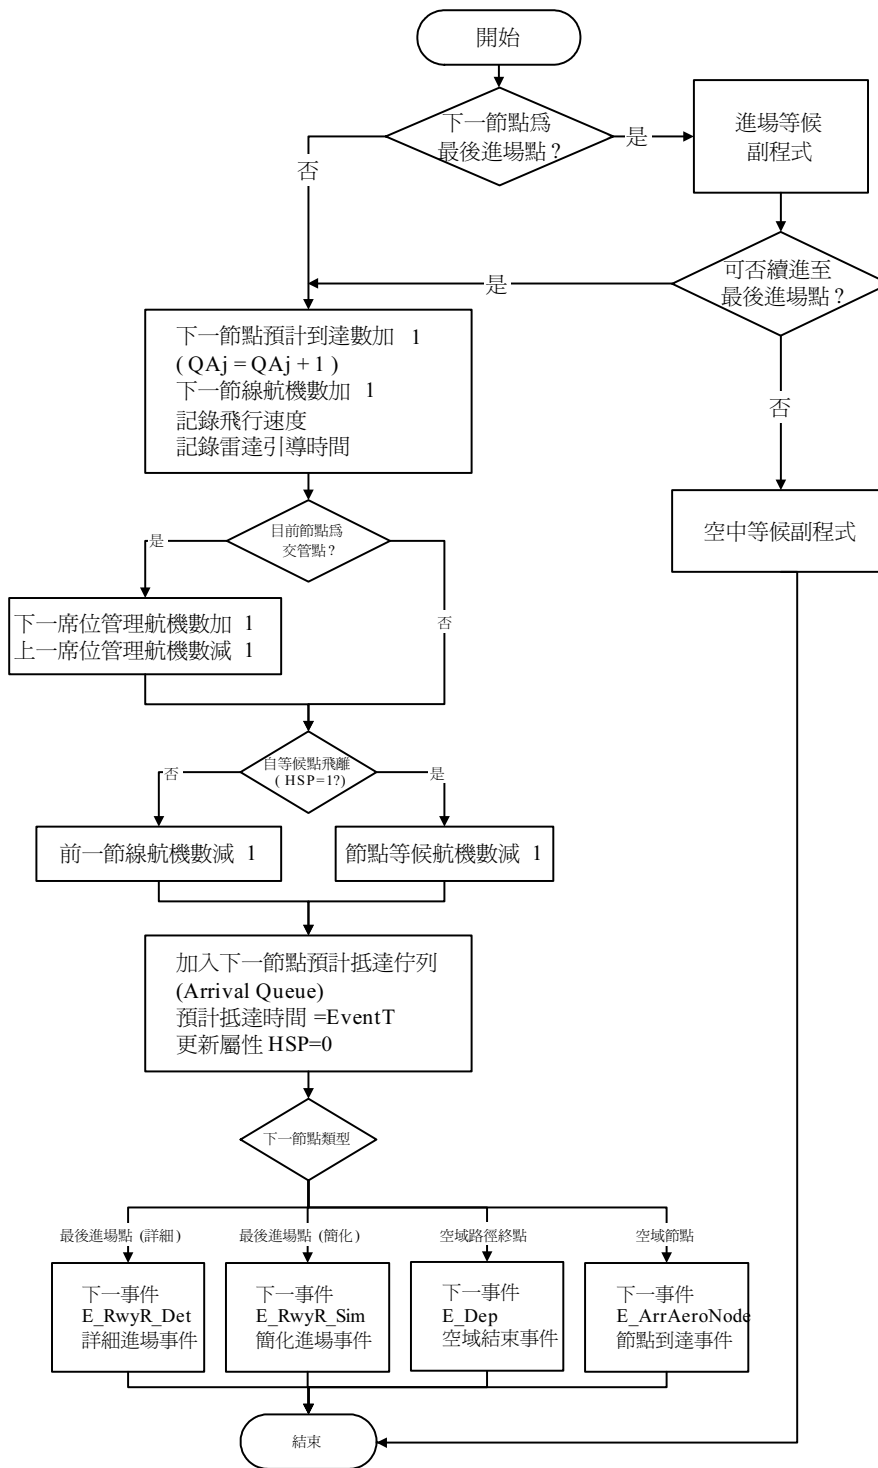 開始
下一節點爲
最後進場點？
是
進場等候
副程式
否
可否續進至
最後進場點？
是
下一節點預計到達數加 1
( QAj = QAj + 1 )
下一節線航機數加 1
記錄飛行速度
記錄雷達引導時間
否
空中等候副程式
目前節點爲
交管點？
是
下一席位管理航機數加 1
上一席位管理航機數減 1
否
自等候點飛離
( HSP=1?)
否
是
前一節線航機數減 1
節點等候航機數減 1
加入下一節點預計抵達佇列
(Arrival Queue)
預計抵達時間 =EventT
更新屬性 HSP=0
下一節點類型
最後進場點 (詳細)
最後進場點 (簡化)
空域路徑終點
空域節點
下一事件
E_RwyR_Det
詳細進場事件
下一事件
E_RwyR_Sim
簡化進場事件
下一事件
E_Dep
空域結束事件
下一事件
E_ArrAeroNode
節點到達事件
結束